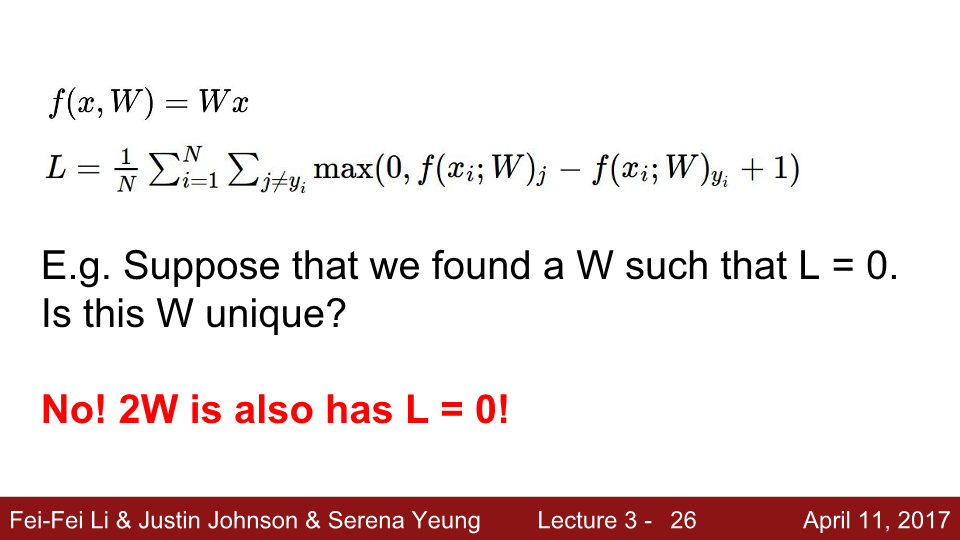 f(x, W) = Wx
L = \frac{1}{N} \sum_{i=1}^{N} \sum_{j \neq y_i} \max(0, f(x_i; W)_j - f(x_i; W)_{y_i} + 1)
E.g. Suppose that we found a W such that L = 0.
Is this W unique?
No! 2W is also has L = 0!
Fei-Fei Li & Justin Johnson & Serena Yeung Lecture 3 - 26 April 11, 2017